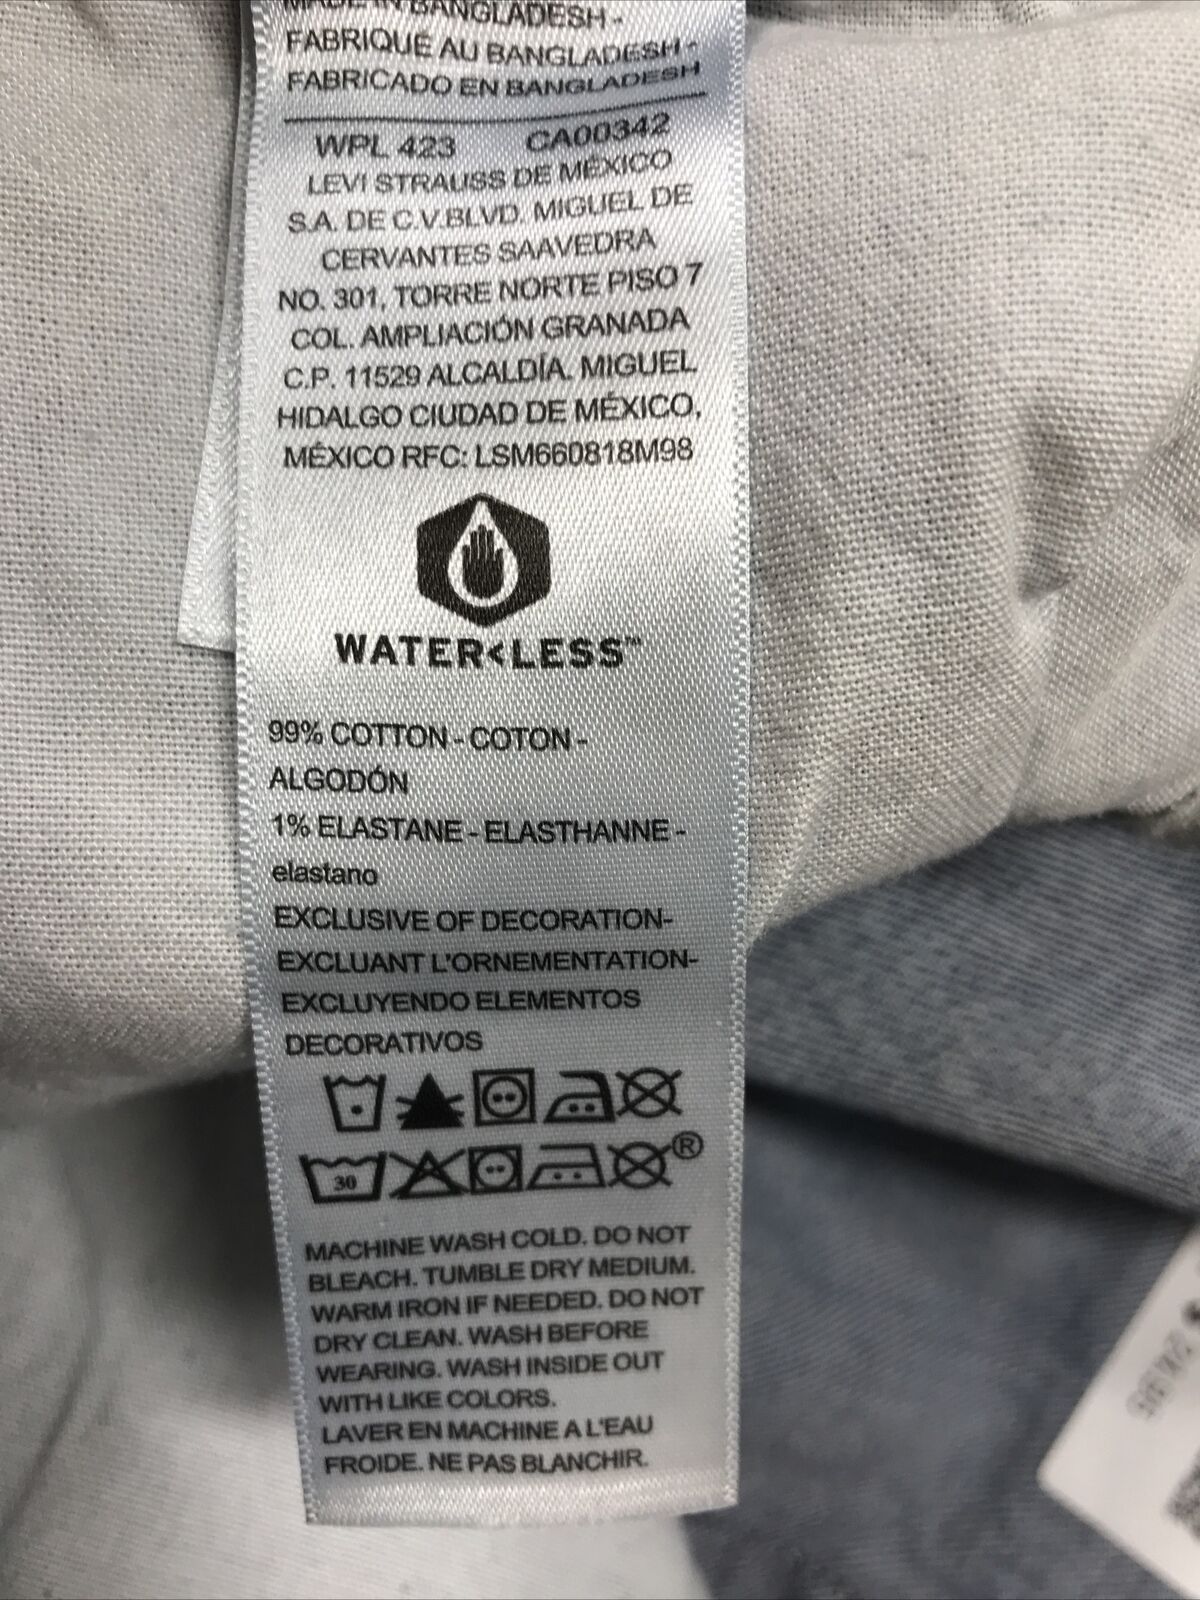 MADE IN BANGLADESH -
FABRIQUÉ AU BANGLADESH -
FABRICADO EN BANGLADESH
WPL 423 CA00342
LEVI STRAUSS DE MÉXICO
S.A. DE C.V.BLVD. MIGUEL DE
CERVANTES SAAVEDRA
NO. 301, TORRE NORTE PISO 7
COL. AMPLIACIÓN GRANADA
C.P. 11529 ALCALDÍA. MIGUEL
HIDALGO CIUDAD DE MÉXICO,
MÉXICO RFC: LSM660818M98
WATER<LESS™
99% COTTON - COTON -
ALGODÓN
1% ELASTANE - ELASTHANNE -
elastano
EXCLUSIVE OF DECORATION-
EXCLUANT L'ORNEMENTATION-
EXCLUYENDO ELEMENTOS
DECORATIVOS
30 ®
MACHINE WASH COLD. DO NOT
BLEACH. TUMBLE DRY MEDIUM.
WARM IRON IF NEEDED. DO NOT
DRY CLEAN. WASH BEFORE
WEARING. WASH INSIDE OUT
WITH LIKE COLORS.
LAVER EN MACHINE A L'EAU
FROIDE. NE PAS BLANCHIR.